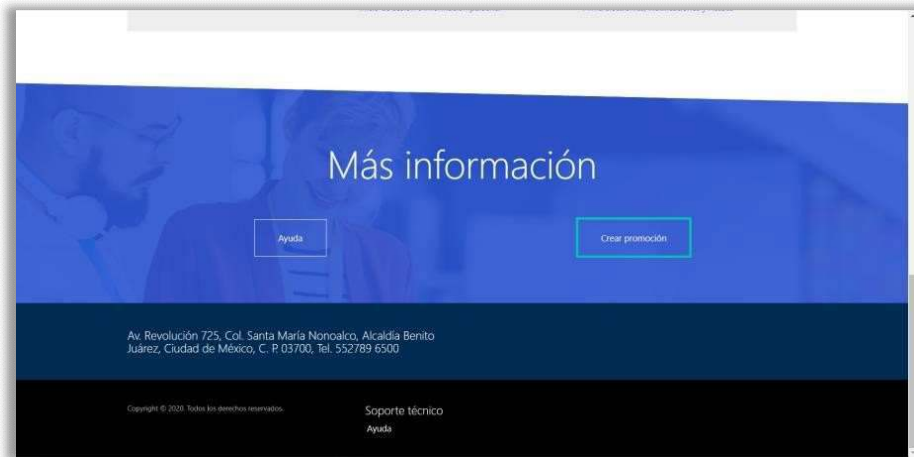 Más información
Ayuda
Crear promoción
Av. Revolución 725, Col. Santa María Nonoalco, Alcaldía Benito
Juárez, Ciudad de México, C. P. 03700, Tel. 552789 6500
Copyright © 2020. Todos los derechos reservados.
Soporte técnico
Ayuda